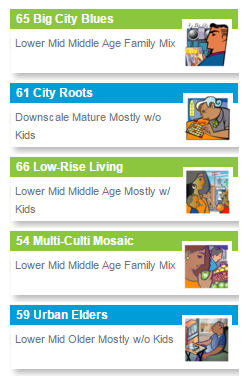 65 Big City Blues
Lower Mid Middle Age Family Mix
61 City Roots
Downscale Mature Mostly w/o
Kids
66 Low-Rise Living
Lower Mid Middle Age Mostly w/
Kids
54 Multi-Culti Mosaic
Lower Mid Middle Age Family Mix
59 Urban Elders
Lower Mid Older Mostly w/o Kids